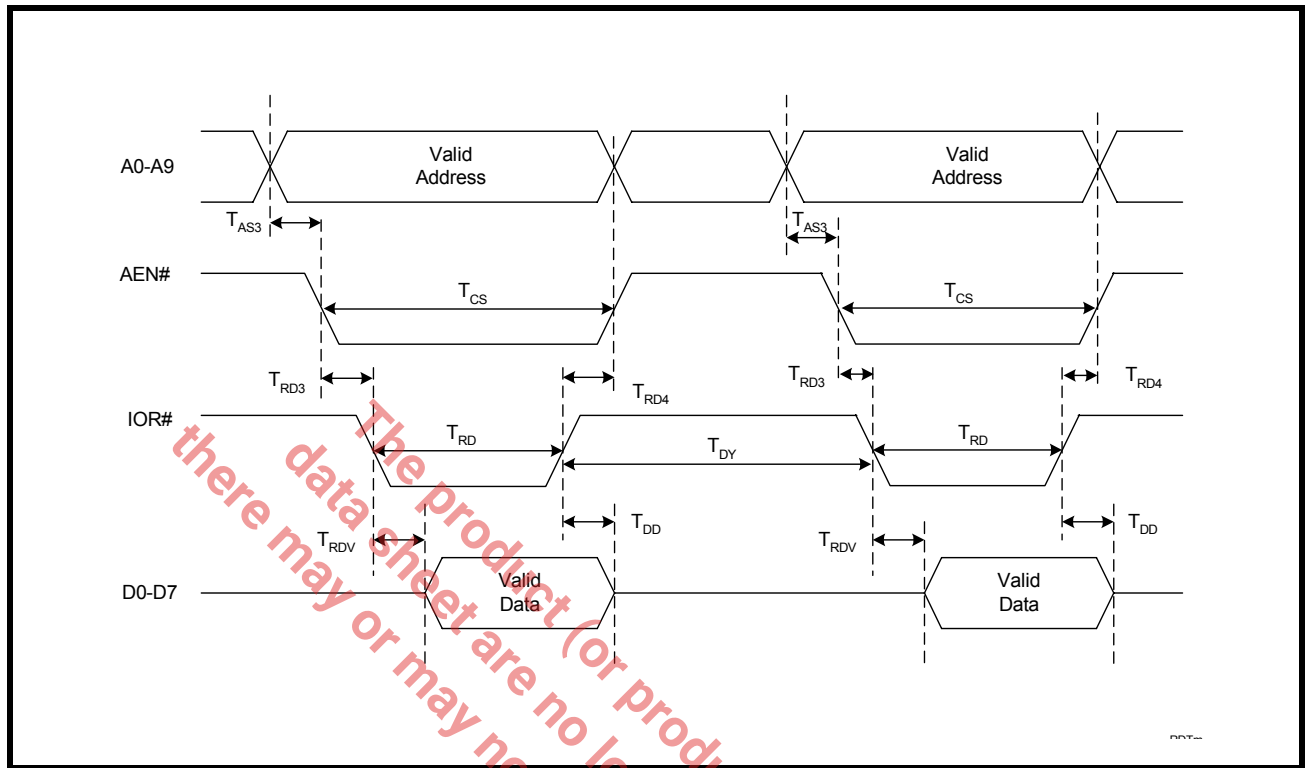 A0-A9
Valid
Address
Valid
Address
TAS3
TAS3
AEN#
TCS
TCS
TRD3
TRD4
TRD3
TRD4
IOR#
TRD
TDY
TRD
TRDV
TDD
TRDV
TDD
D0-D7
Valid
Data
Valid
Data
The product (or
data sheet are no
there may or may